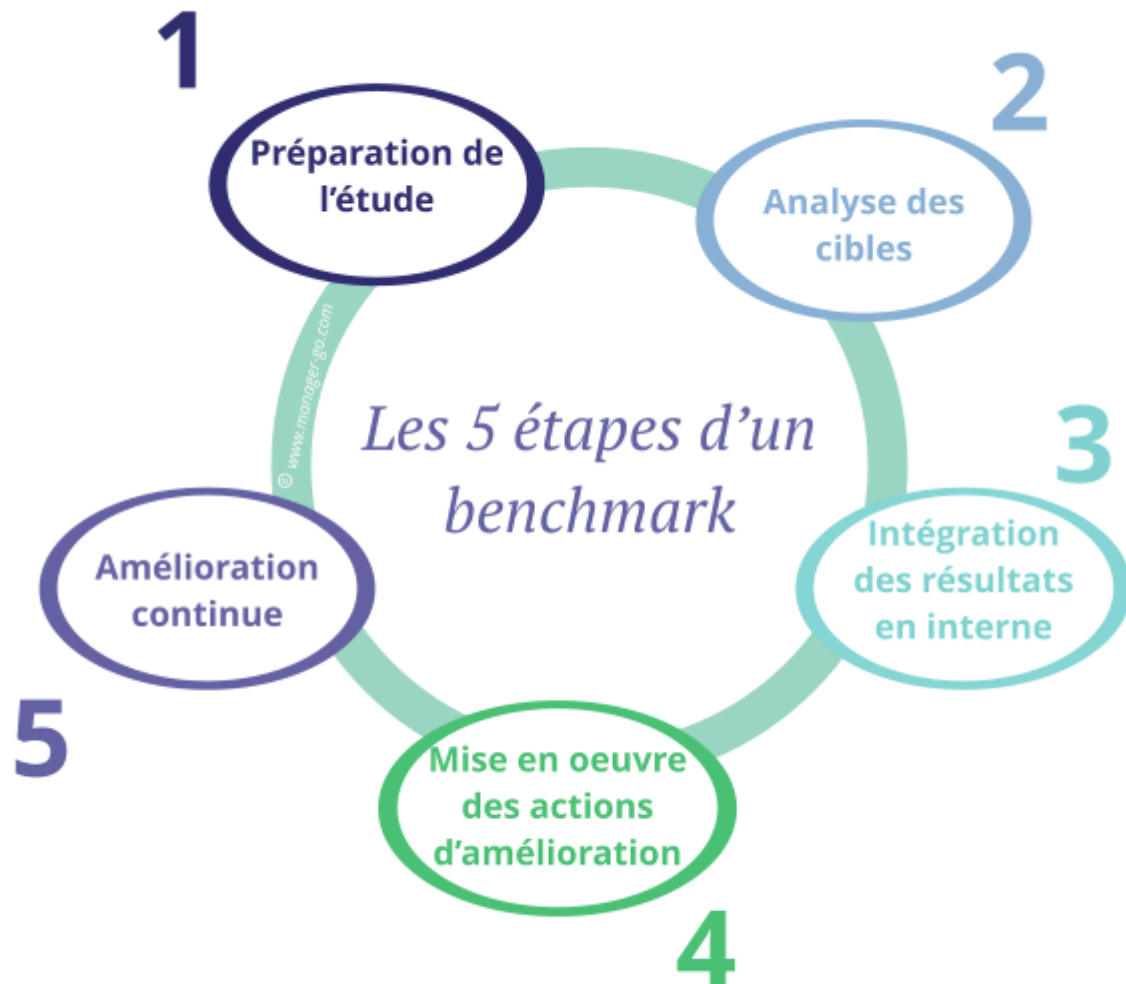 1
Préparation de
l'étude
2
Analyse des
cibles
3
Intégration
des résultats
en interne
4
Mise en oeuvre
des actions
d'amélioration
5
Amélioration
continue
Les 5 étapes d'un
benchmark
© www.manager-go.com